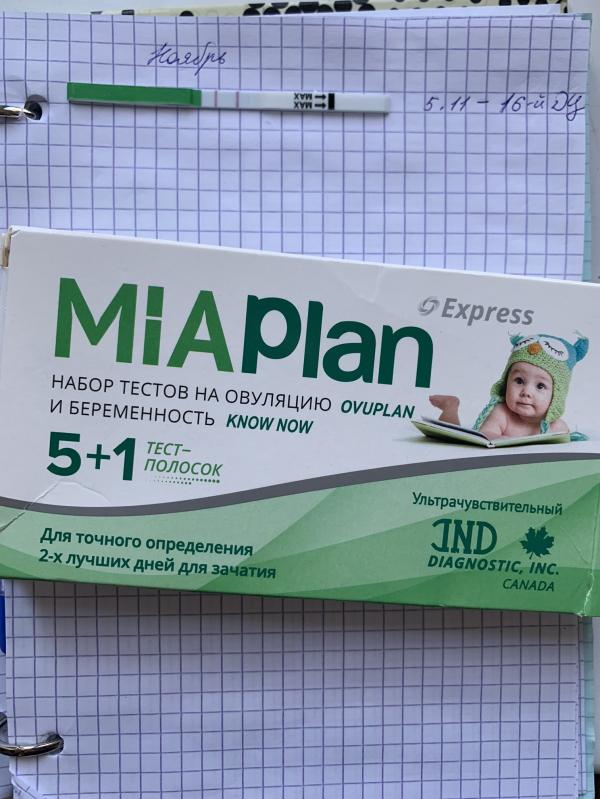 Ноябрь
MAX
MAX
5.11 - 16-й ДЦ
MiAPlan
Express
НАБОР ТЕСТОВ НА ОВУЛЯЦИЮ OVUPLAN
И БЕРЕМЕННОСТЬ KNOW NOW
5+1 ТЕСТ-
ПОЛОСОК
Ультрачувствительный
Для точного определения
2-х лучших дней для зачатия
IND
DIAGNOSTIC, INC.
CANADA